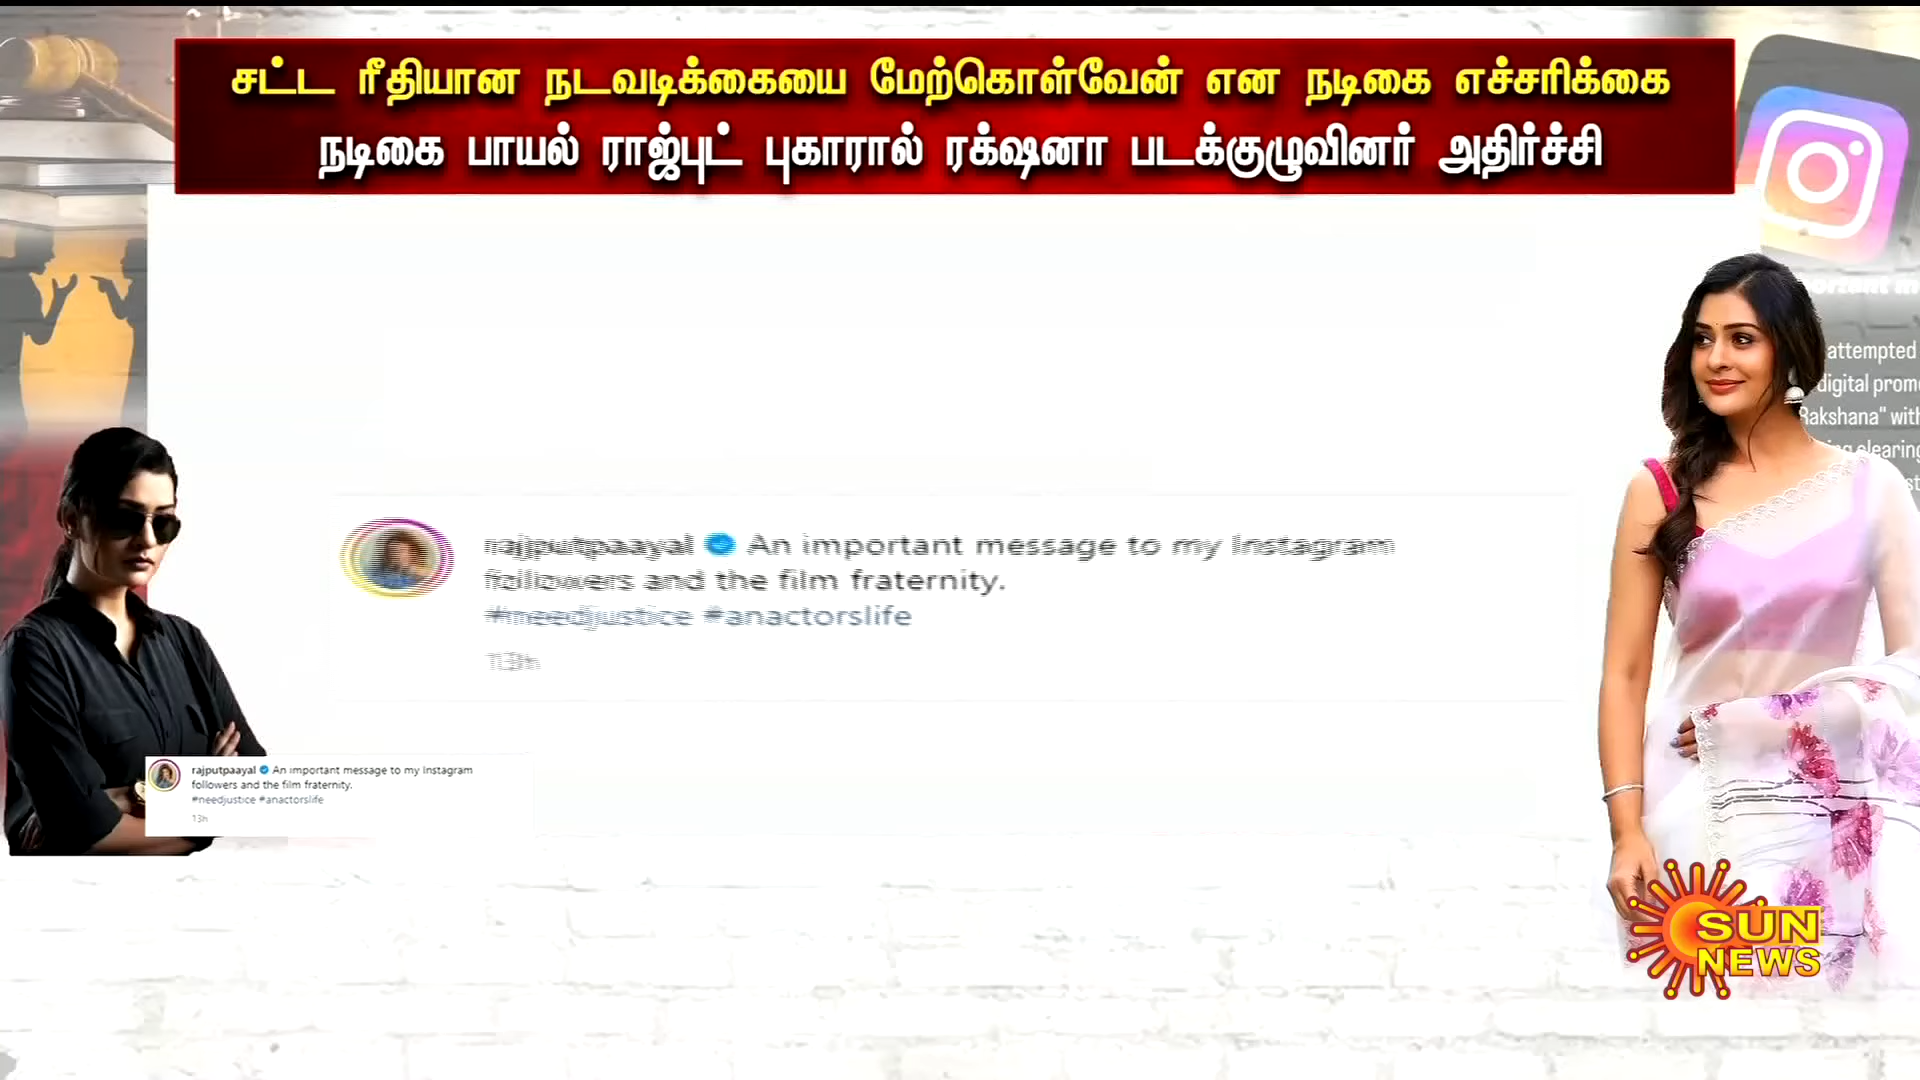 சட்ட ரீதியான நடவடிக்கையை மேற்கொள்வேன் என நடிகை எச்சரிக்கை
நடிகை பாயல் ராஜ்புட் புகாரால் ரக்ஷனா படக்குழுவினர் அதிர்ச்சி
attempted
digital
Rakshana" with
clearing
rajputpaayal An important message to my Instagram
followers and the film fraternity.
#needjustice #anactorslife
13h
rajputpaayal An important message to my Instagram
followers and the film fraternity.
#needjustice #anactorslife
13h
SUN
NEWS